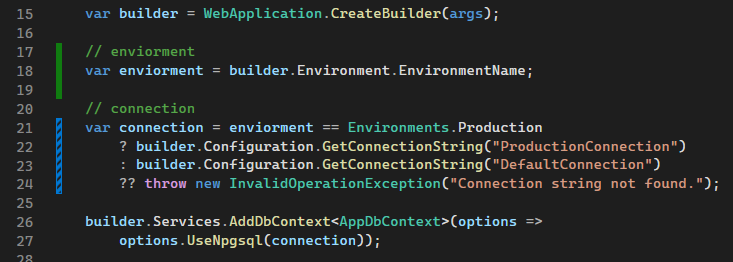 15 var builder = WebApplication.CreateBuilder(args);
16
17 // enviorment
18 var enviorment = builder.Environment.EnvironmentName;
19
20 // connection
21 var connection = enviorment == Environments.Production
22 ? builder.Configuration.GetConnectionString("ProductionConnection")
23 : builder.Configuration.GetConnectionString("DefaultConnection")
24 ?? throw new InvalidOperationException("Connection string not found.");
25
26 builder.Services.AddDbContext<AppDbContext>(options =>
27 options.UseNpgsql(connection));
28